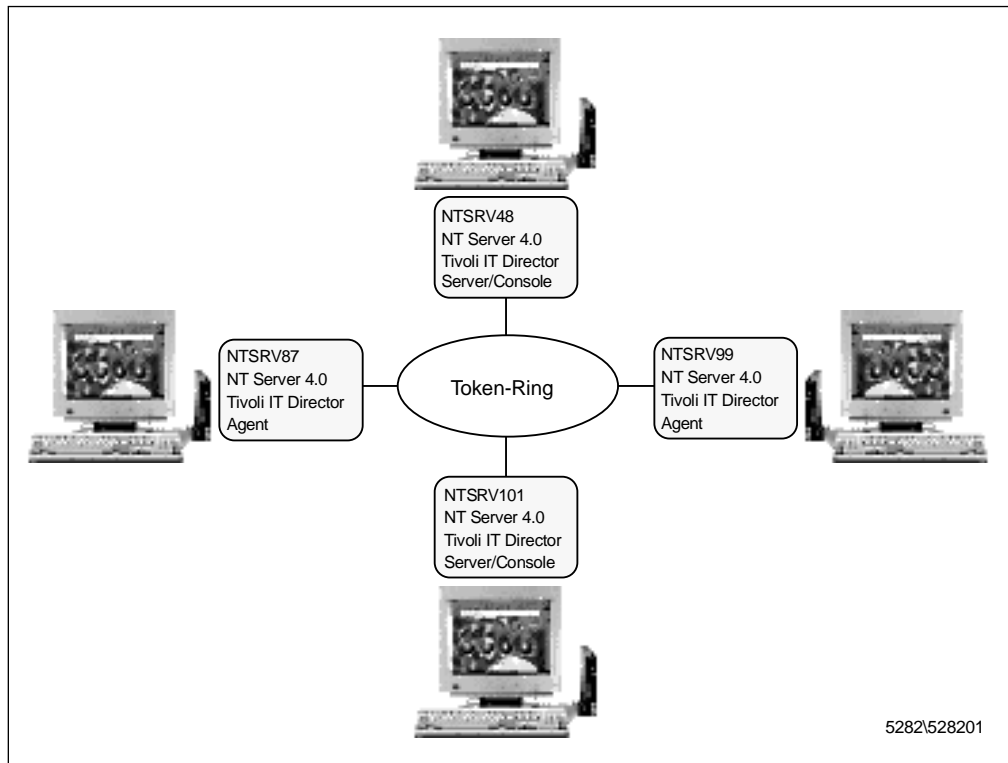 NTSRV48
NT Server 4.0
Tivoli IT Director
Server/Console
NTSRV87
NT Server 4.0
Tivoli IT Director
Agent
Token-Ring
NTSRV99
NT Server 4.0
Tivoli IT Director
Agent
NTSRV101
NT Server 4.0
Tivoli IT Director
Server/Console
5282\528201